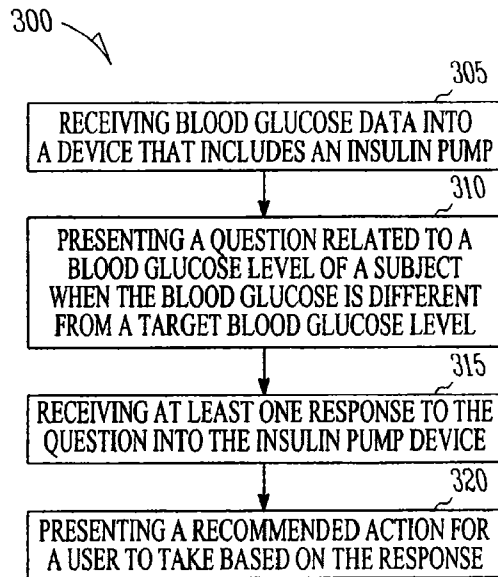 300
305
RECEIVING BLOOD GLUCOSE DATA INTO
A DEVICE THAT INCLUDES AN INSULIN PUMP
310
PRESENTING A QUESTION RELATED TO A
BLOOD GLUCOSE LEVEL OF A SUBJECT
WHEN THE BLOOD GLUCOSE IS DIFFERENT
FROM A TARGET BLOOD GLUCOSE LEVEL
315
RECEIVING AT LEAST ONE RESPONSE TO THE
QUESTION INTO THE INSULIN PUMP DEVICE
320
PRESENTING A RECOMMENDED ACTION FOR
A USER TO TAKE BASED ON THE RESPONSE